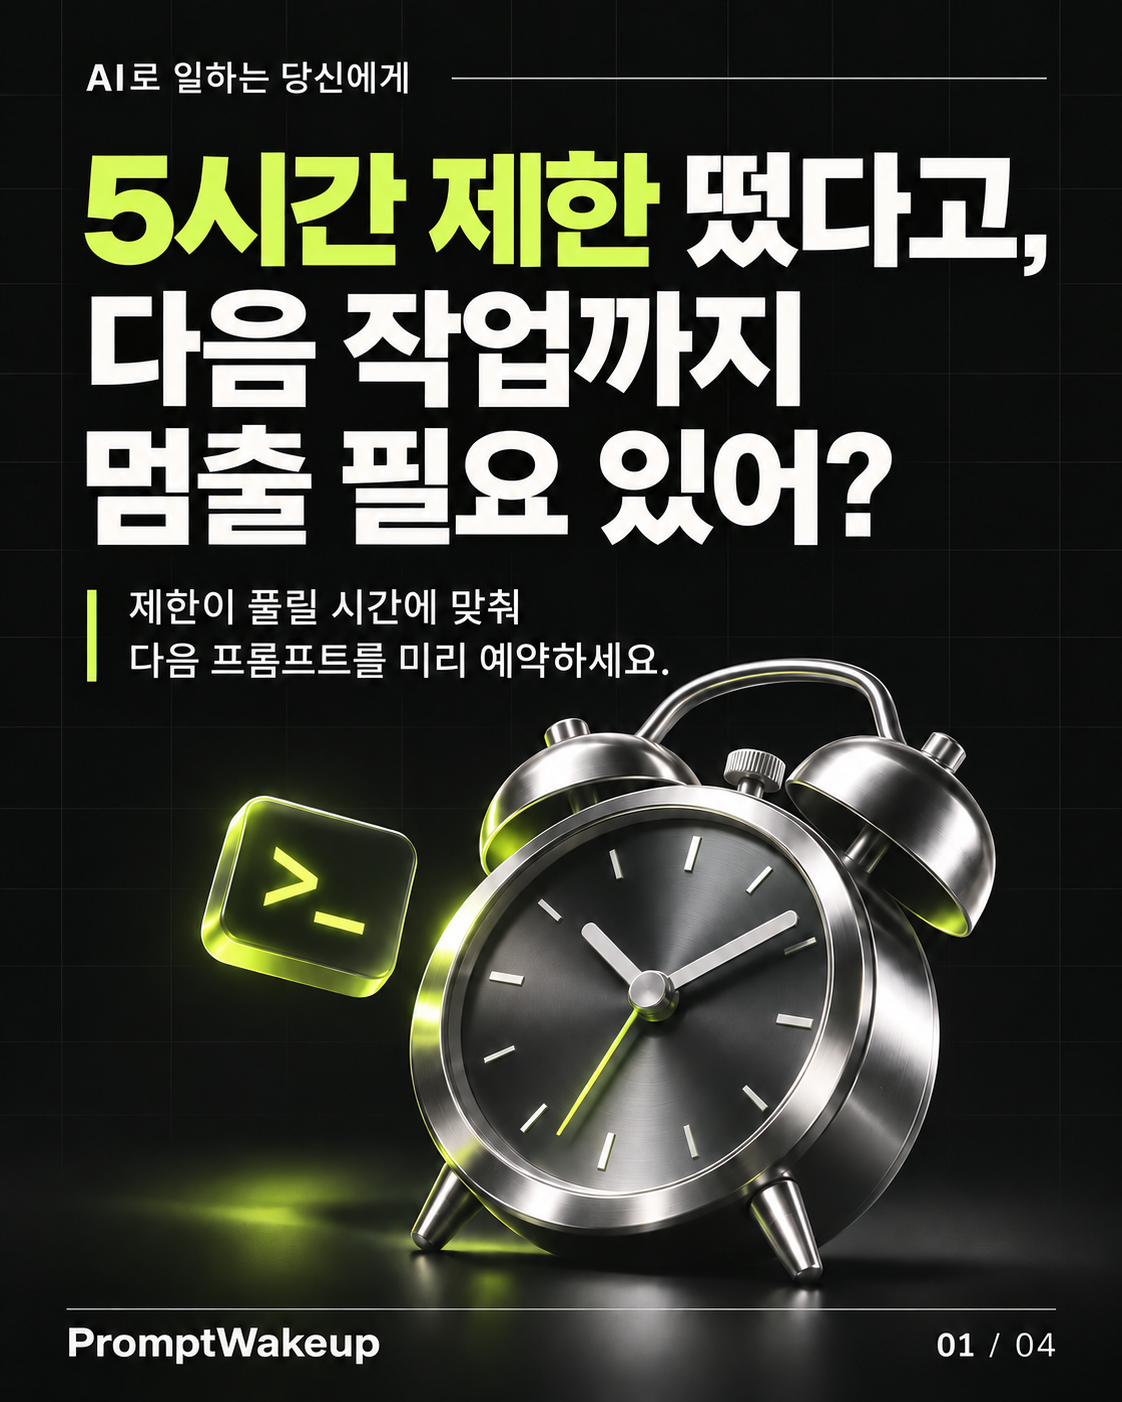 AI로 일하는 당신에게
5시간 제한 떴다고,
다음 작업까지
멈출 필요 있어?
제한이 풀릴 시간에 맞춰
다음 프롬프트를 미리 예약하세요.
>_
PromptWakeup
01 / 04